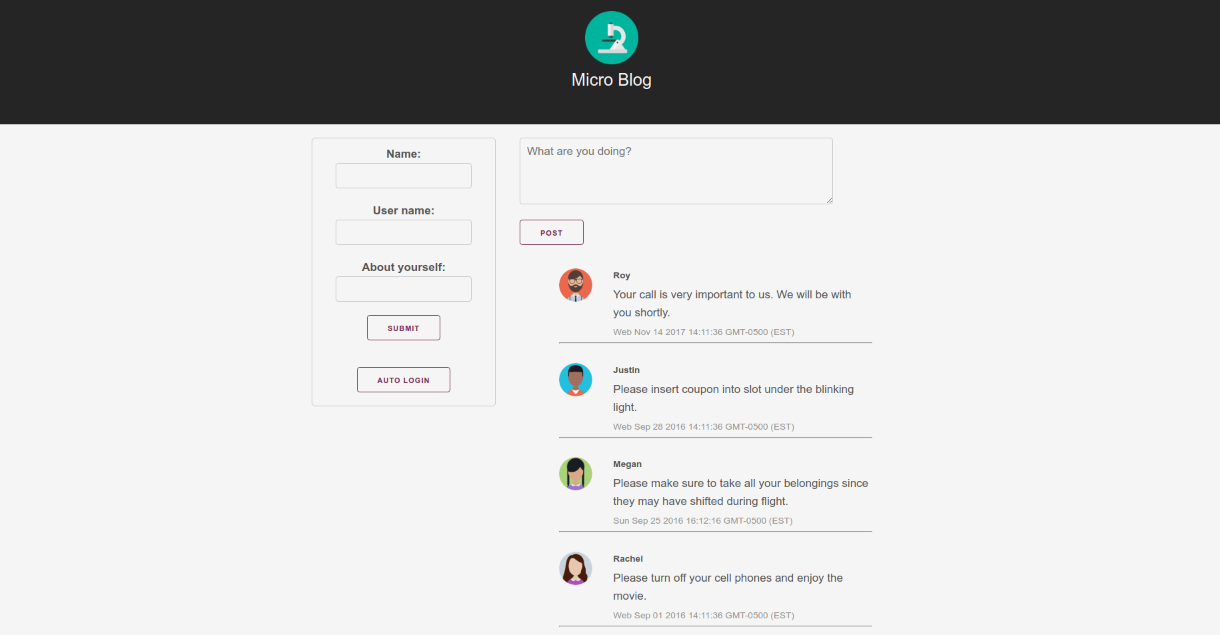 Micro Blog
Name:
User name:
About yourself:
SUBMIT
AUTO LOGIN
What are you doing?
POST
Roy
Your call is very important to us. We will be with
you shortly.
Web Nov 14 2017 14:11:36 GMT-0500 (EST)
Justin
Please insert coupon into slot under the blinking
light.
Web Sep 28 2016 14:11:36 GMT-0500 (EST)
Megan
Please make sure to take all your belongings since
they may have shifted during flight.
Sun Sep 25 2016 16:12:16 GMT-0500 (EST)
Rachel
Please turn off your cell phones and enjoy the
movie.
Web Sep 01 2016 14:11:36 GMT-0500 (EST)